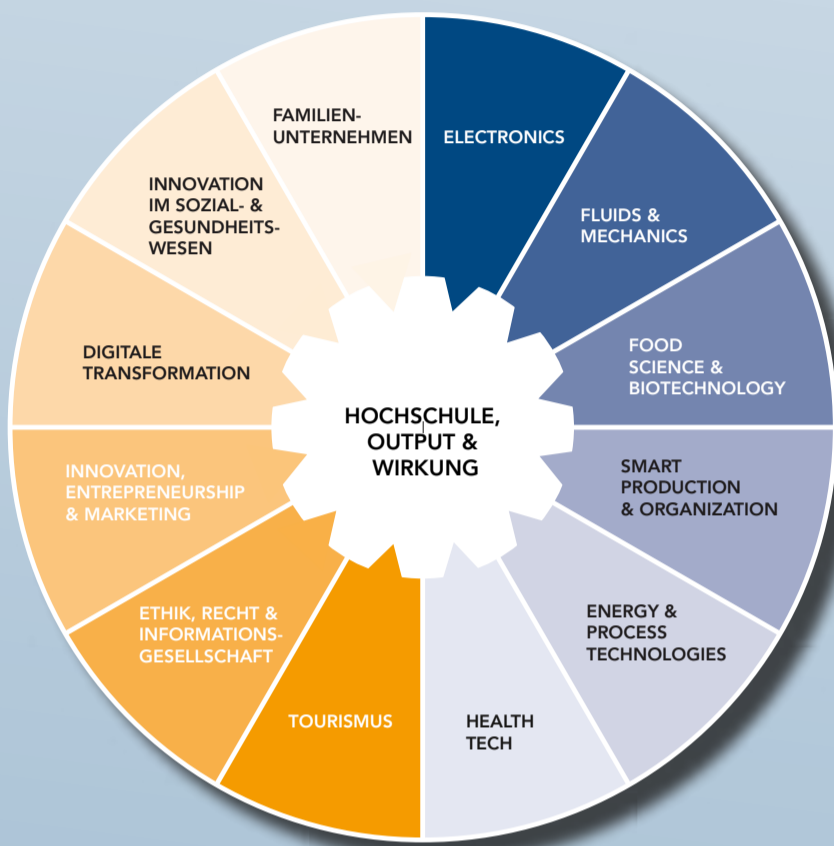 FAMILIEN-
UNTERNEHMEN
ELECTRONICS
FLUIDS &
MECHANICS
FOOD
SCIENCE &
BIOTECHNOLOGY
SMART
PRODUCTION
& ORGANIZATION
ENERGY &
PROCESS
TECHNOLOGIES
HEALTH
TECH
TOURISMUS
ETHIK, RECHT &
INFORMATIONS-
GESELLSCHAFT
INNOVATION,
ENTREPRENEURSHIP
& MARKETING
DIGITALE
TRANSFORMATION
INNOVATION
IM SOZIAL- &
GESUNDHEITS-
WESEN
HOCHSCHULE,
OUTPUT &
WIRKUNG